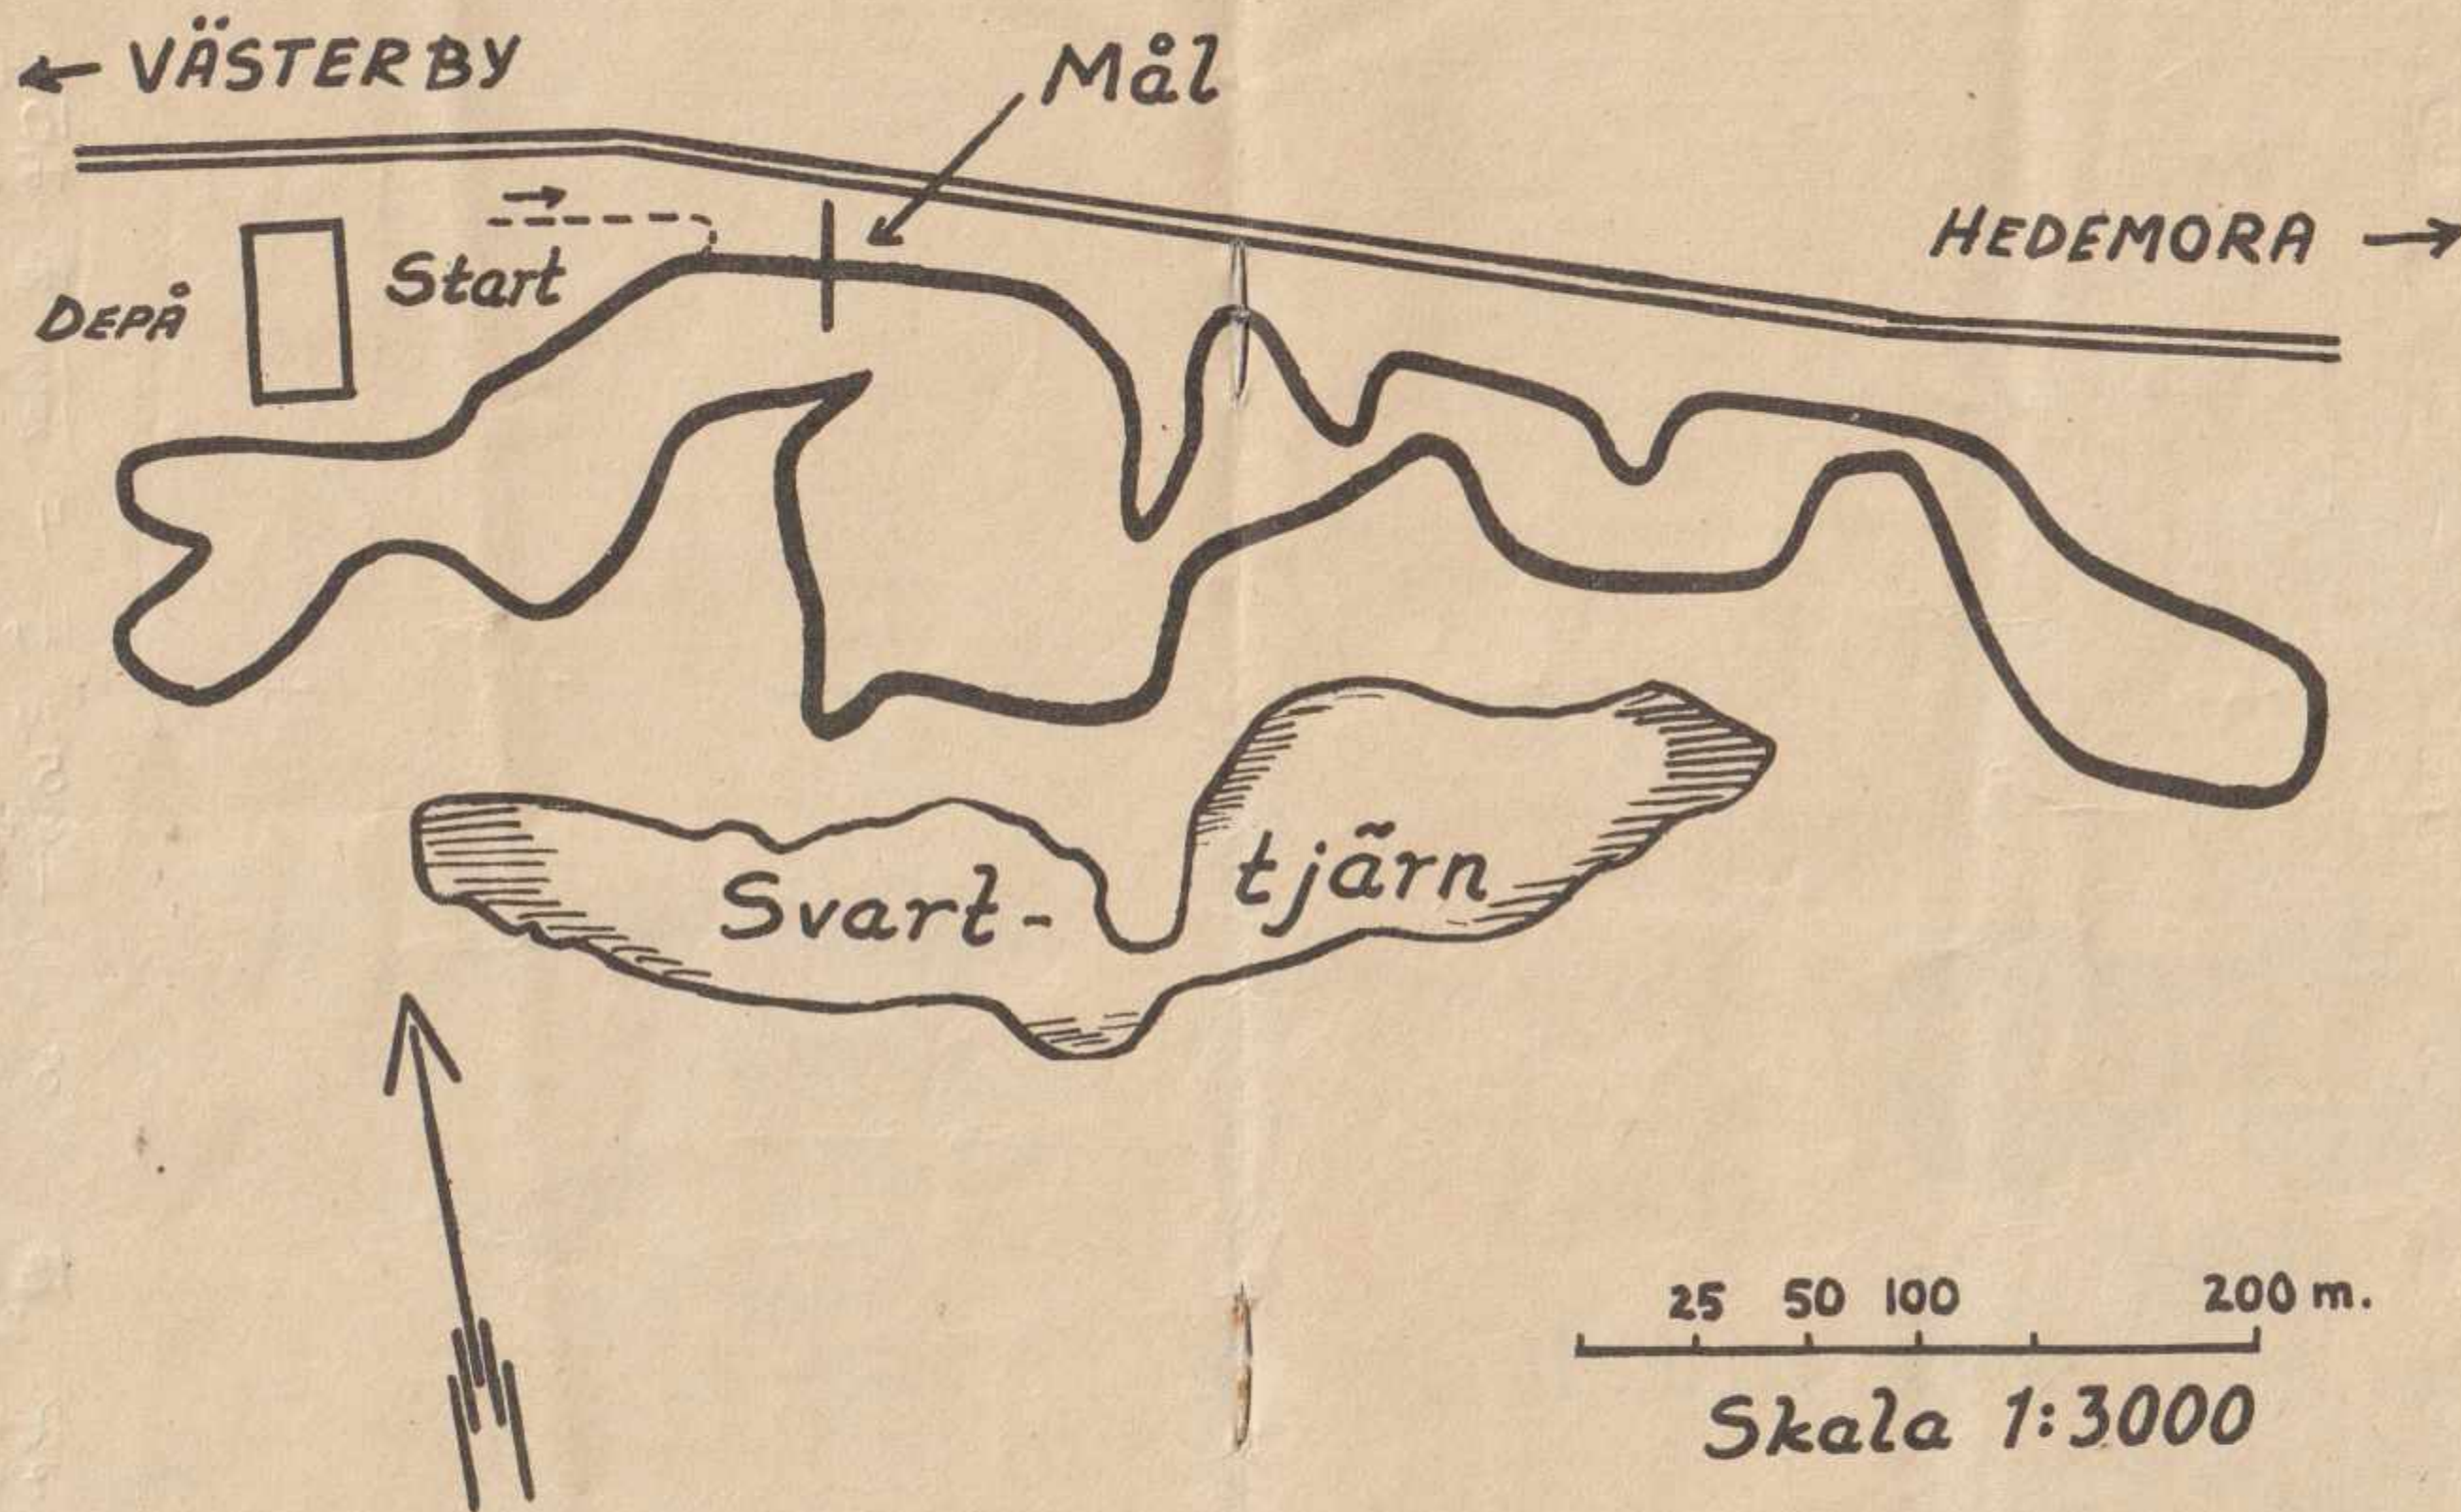 ← VÄSTERBY
Mål
HEDEMORA →
Start
DEPÅ
Svart-
tjärn
25 50 100 200 m.
Skala 1:3000